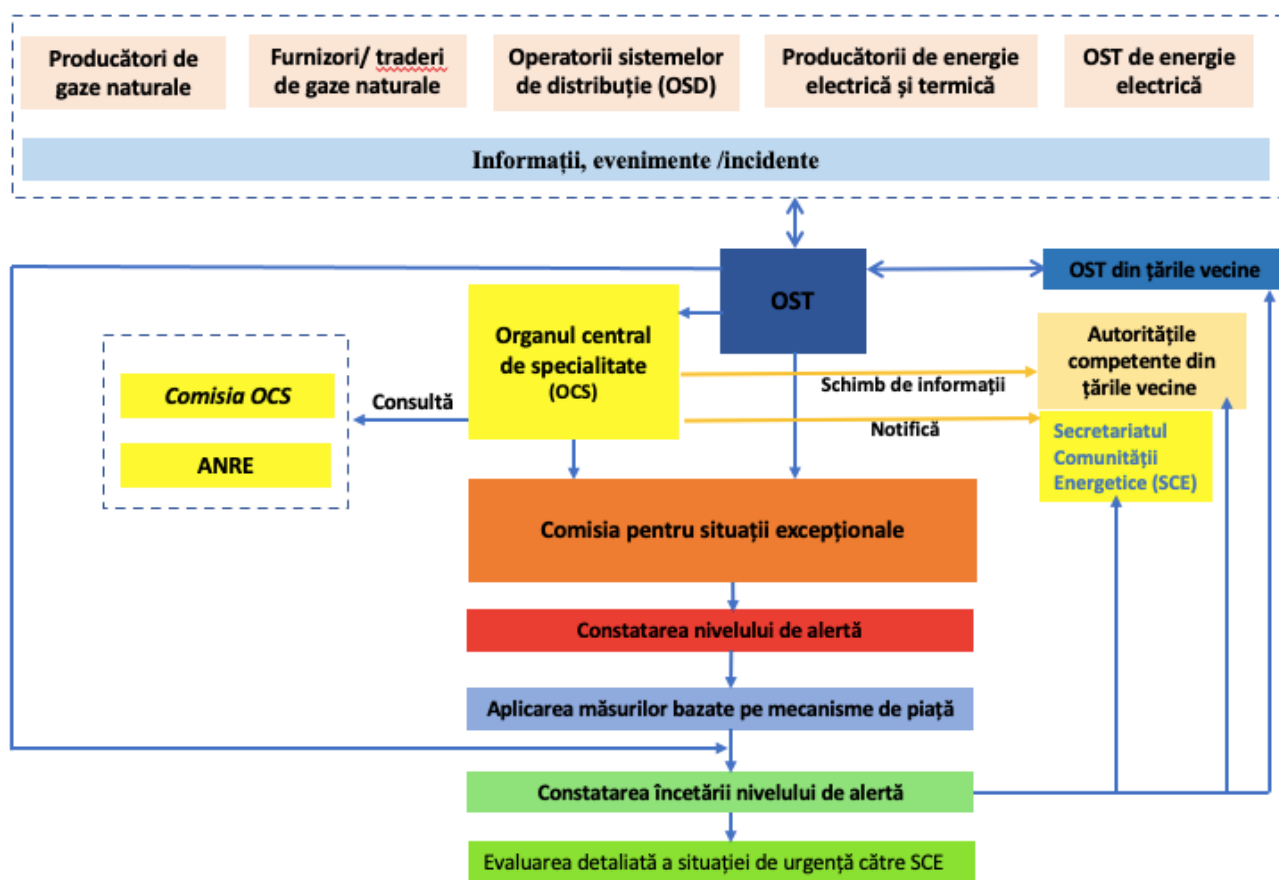 Producători de
gaze naturale
Furnizori/ traderi
de gaze naturale
Operatorii sistemelor
de distribuție (OSD)
Producătorii de energie
electrică și termică
OST de energie
electrică
Informații, evenimente /incidente
OST
OST din țările vecine
Organul central
de specialitate
(OCS)
Autoritățile
competente din
țările vecine
Schimb de informații
Comisia OCS
Consultă
Notifică
Secretariatul
Comunității
Energetice (SCE)
ANRE
Comisia pentru situații excepționale
Constatarea nivelului de alertă
Aplicarea măsurilor bazate pe mecanisme de piață
Constatarea încetării nivelului de alertă
Evaluarea detaliată a situației de urgență către SCE